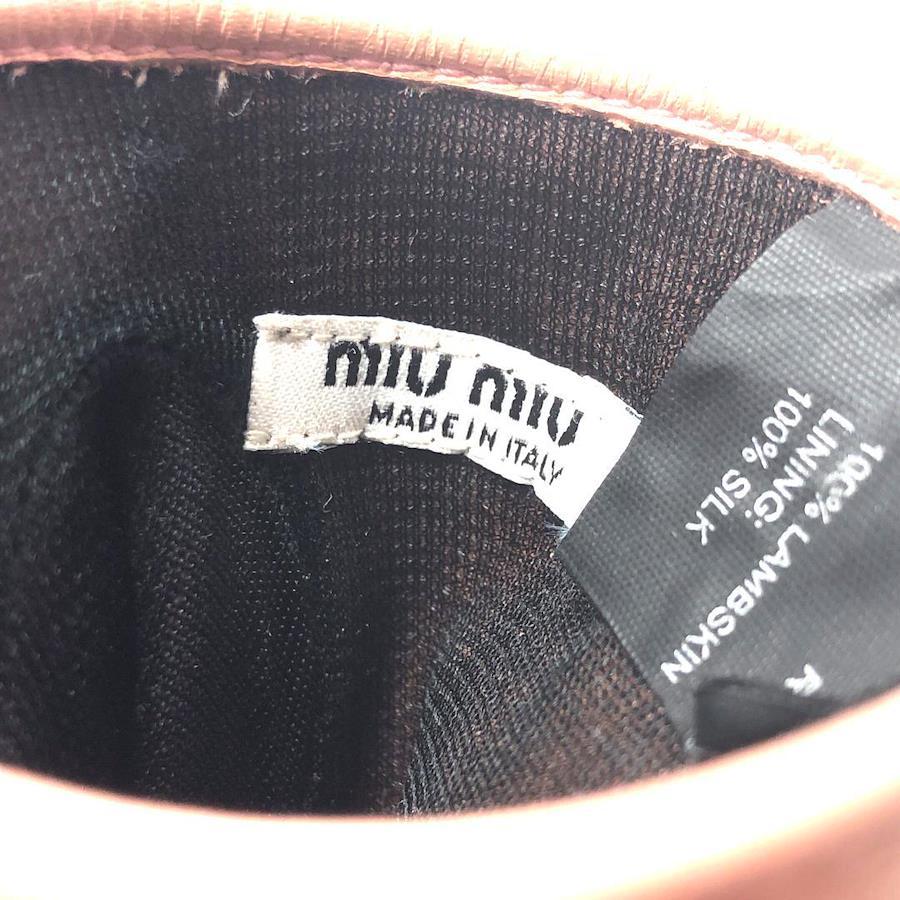 miu miu
MADE IN ITALY
100% LAMBSKIN
LINING:
100% SILK